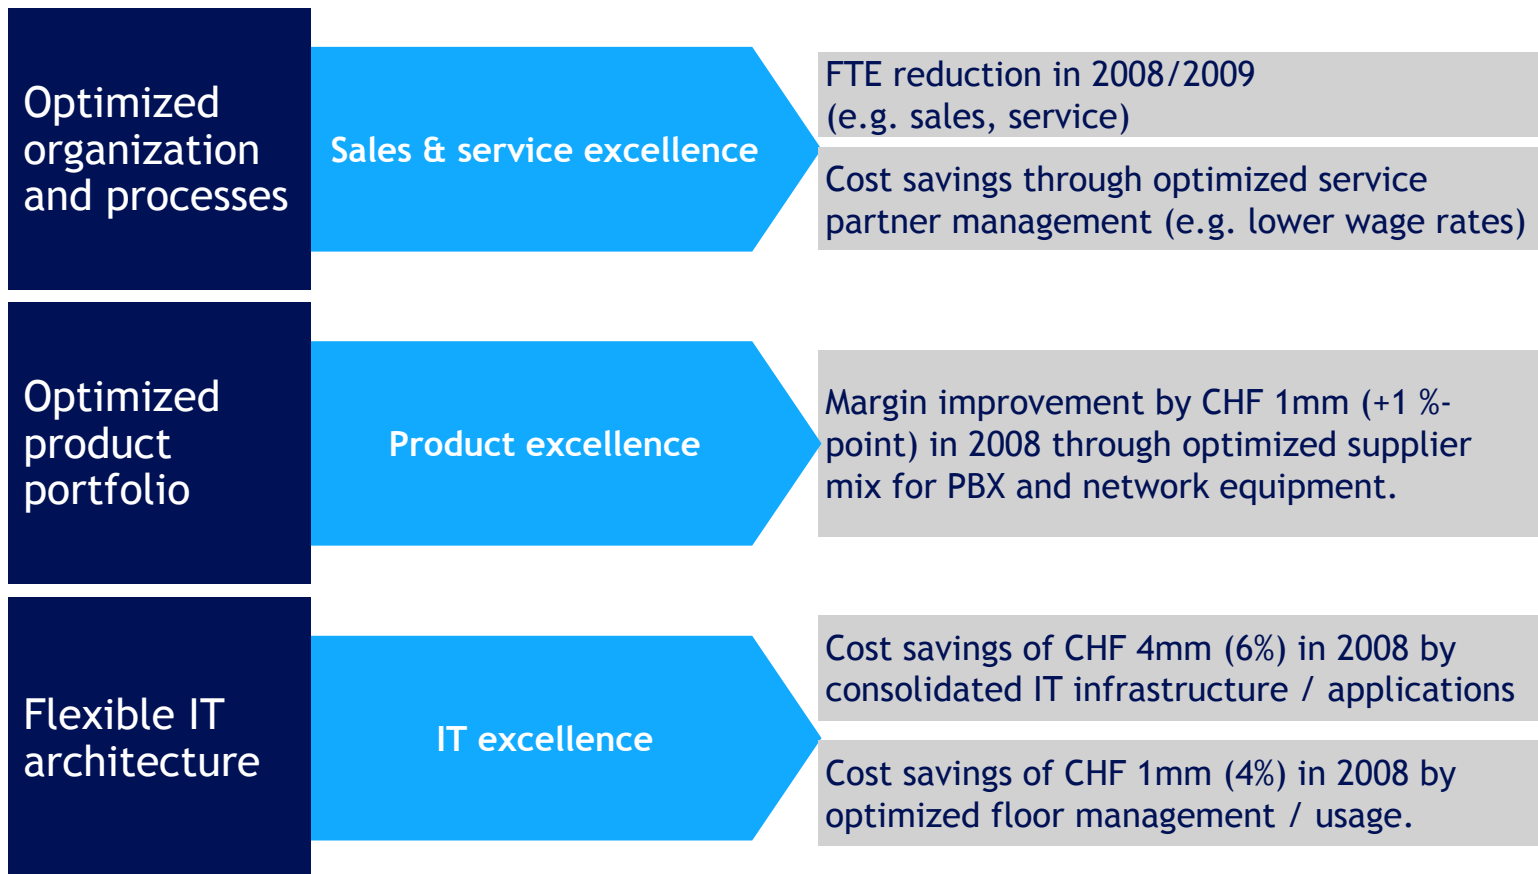 Optimized
organization
and processes
Sales & service excellence
FTE reduction in 2008/2009
(e.g. sales, service)
Cost savings through optimized service
partner management (e.g. lower wage rates)
Optimized
product
portfolio
Product excellence
Margin improvement by CHF 1mm (+1 %-
point) in 2008 through optimized supplier
mix for PBX and network equipment.
Flexible IT
architecture
IT excellence
Cost savings of CHF 4mm (6%) in 2008 by
consolidated IT infrastructure / applications
Cost savings of CHF 1mm (4%) in 2008 by
optimized floor management / usage.